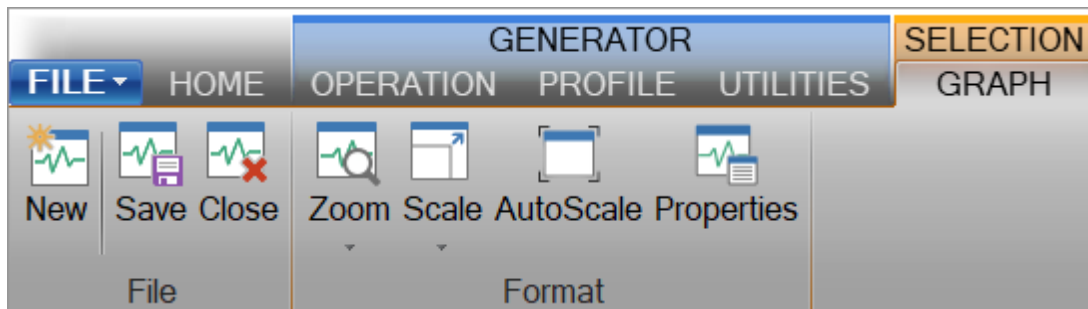 GENERATOR SELECTION
FILE HOME OPERATION PROFILE UTILITIES GRAPH
New Save Close Zoom Scale AutoScale Properties
File Format